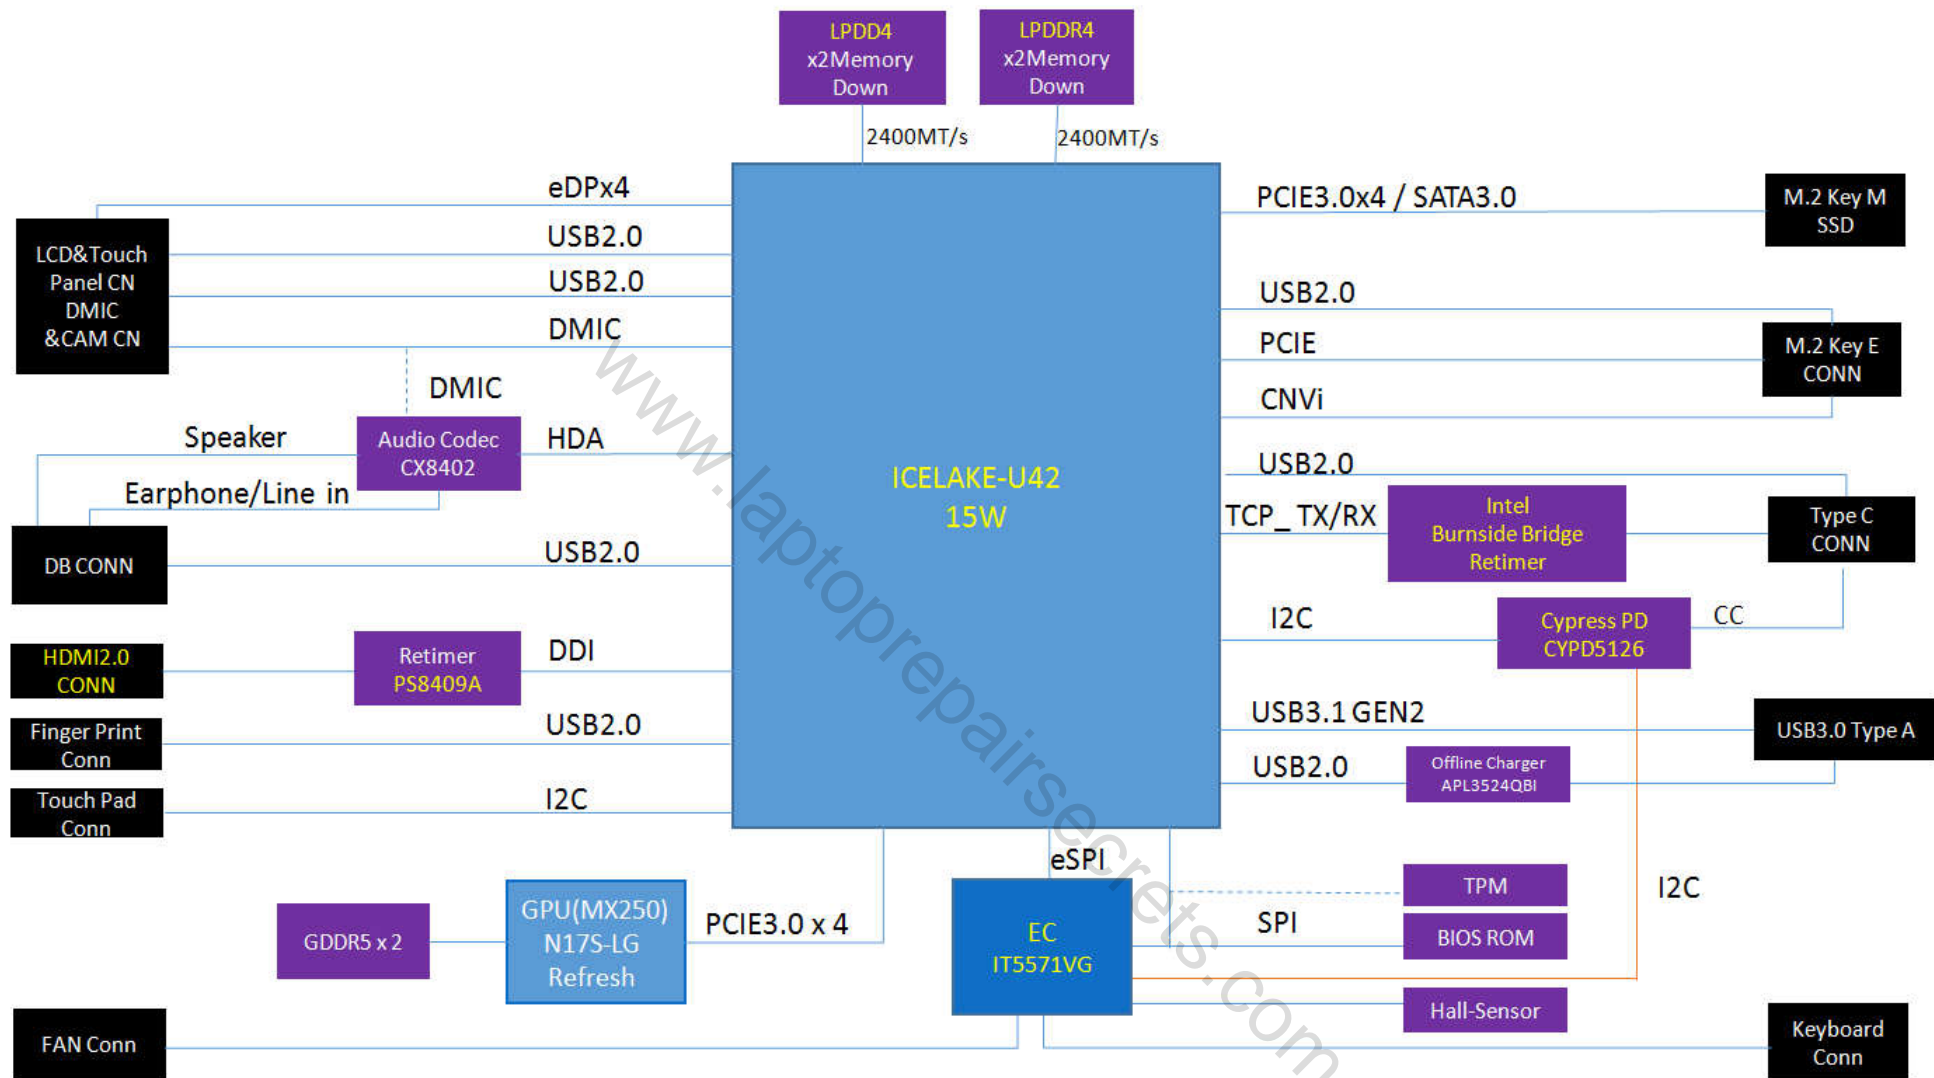 LPDD4
x2Memory
Down
LPDDR4
x2Memory
Down
2400MT/s
2400MT/s
eDPx4
USB2.0
USB2.0
DMIC
LCD&Touch
Panel CN
DMIC
&CAM CN
DMIC
Speaker
Audio Codec
CX8402
HDA
Earphone/Line in
DB CONN
USB2.0
HDMI2.0
CONN
Retimer
PS8409A
DDI
Finger Print
Conn
USB2.0
Touch Pad
Conn
I2C
ICELAKE-U42
15W
PCIE3.0x4 / SATA3.0
M.2 Key M
SSD
USB2.0
PCIE
CNVi
M.2 Key E
CONN
USB2.0
TCP_TX/RX
Intel
Burnside Bridge
Retimer
Type C
CONN
I2C
Cypress PD
CYPD5126
CC
USB3.1 GEN2
USB3.0 Type A
USB2.0
Offline Charger
APL3524QBI
eSPI
GDDR5 x 2
GPU(MX250)
N17S-LG
Refresh
PCIE3.0 x 4
EC
IT5571VG
SPI
TPM
BIOS ROM
I2C
Hall-Sensor
FAN Conn
Keyboard
Conn
www.laptoprepairsecrets.com